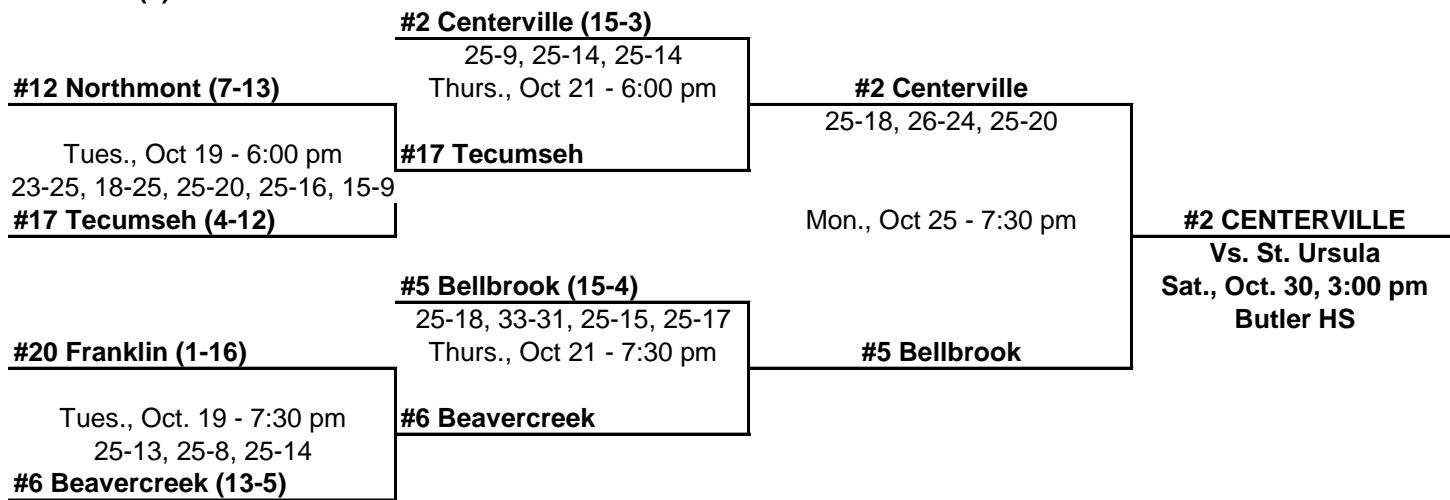 #2 Centerville (15-3)
25-9, 25-14, 25-14
#12 Northmont (7-13)
Thurs., Oct 21 - 6:00 pm
#2 Centerville
25-18, 26-24, 25-20
Tues., Oct 19 - 6:00 pm
#17 Tecumseh
23-25, 18-25, 25-20, 25-16, 15-9
#17 Tecumseh (4-12)
Mon., Oct 25 - 7:30 pm
#2 CENTERVILLE
Vs. St. Ursula
#5 Bellbrook (15-4)
Sat., Oct. 30, 3:00 pm
25-18, 33-31, 25-15, 25-17
Butler HS
#20 Franklin (1-16)
Thurs., Oct 21 - 7:30 pm
#5 Bellbrook
Tues., Oct. 19 - 7:30 pm
#6 Beavercreek
25-13, 25-8, 25-14
#6 Beavercreek (13-5)